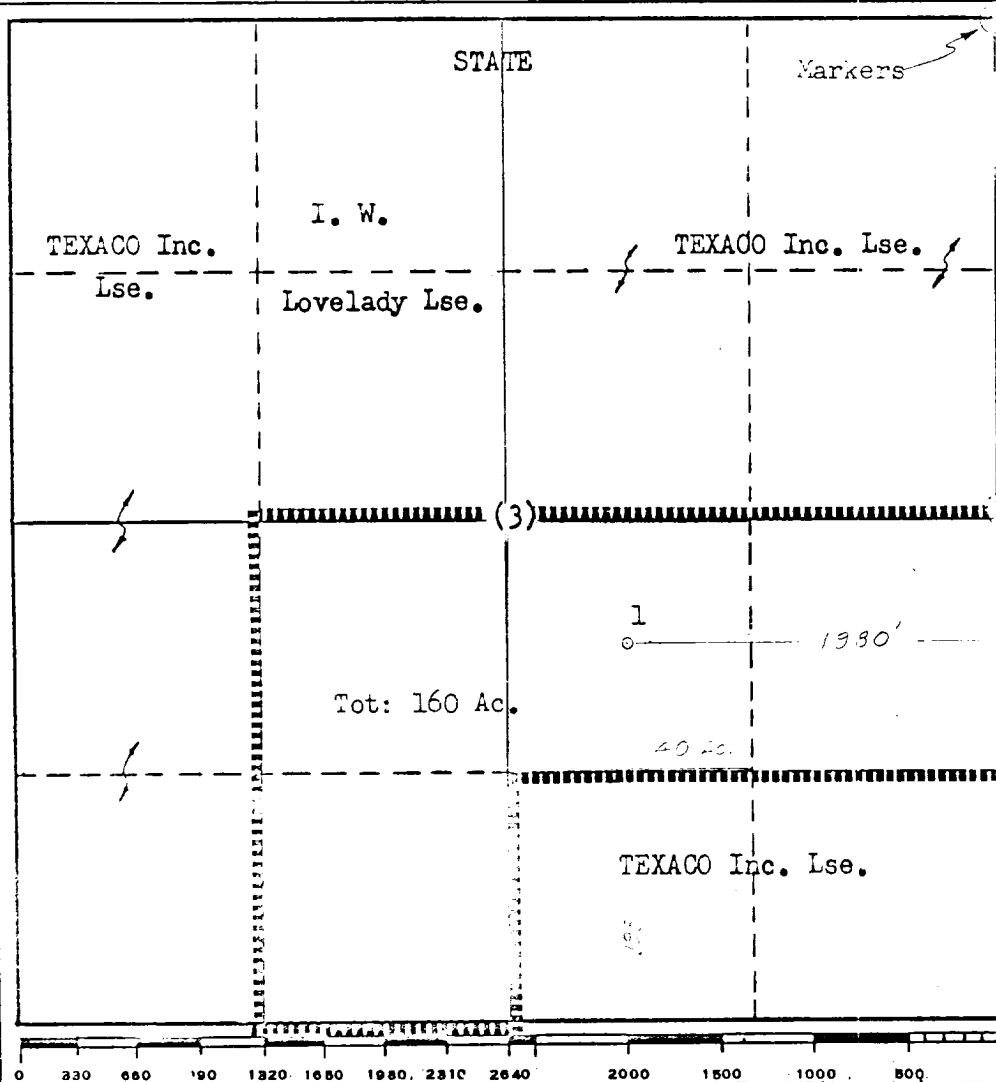 STATE
Markers
I. W.
TEXACO Inc.
TEXACO Inc. Lse.
Lse.
Lovelady Lse.
(3)
1
1980'
Tot: 160 Ac.
40 Ac.
TEXACO Inc. Lse.
0 330 660 '90 1320. 1650 1980. 2310 2640 2000 1500 1000 500.